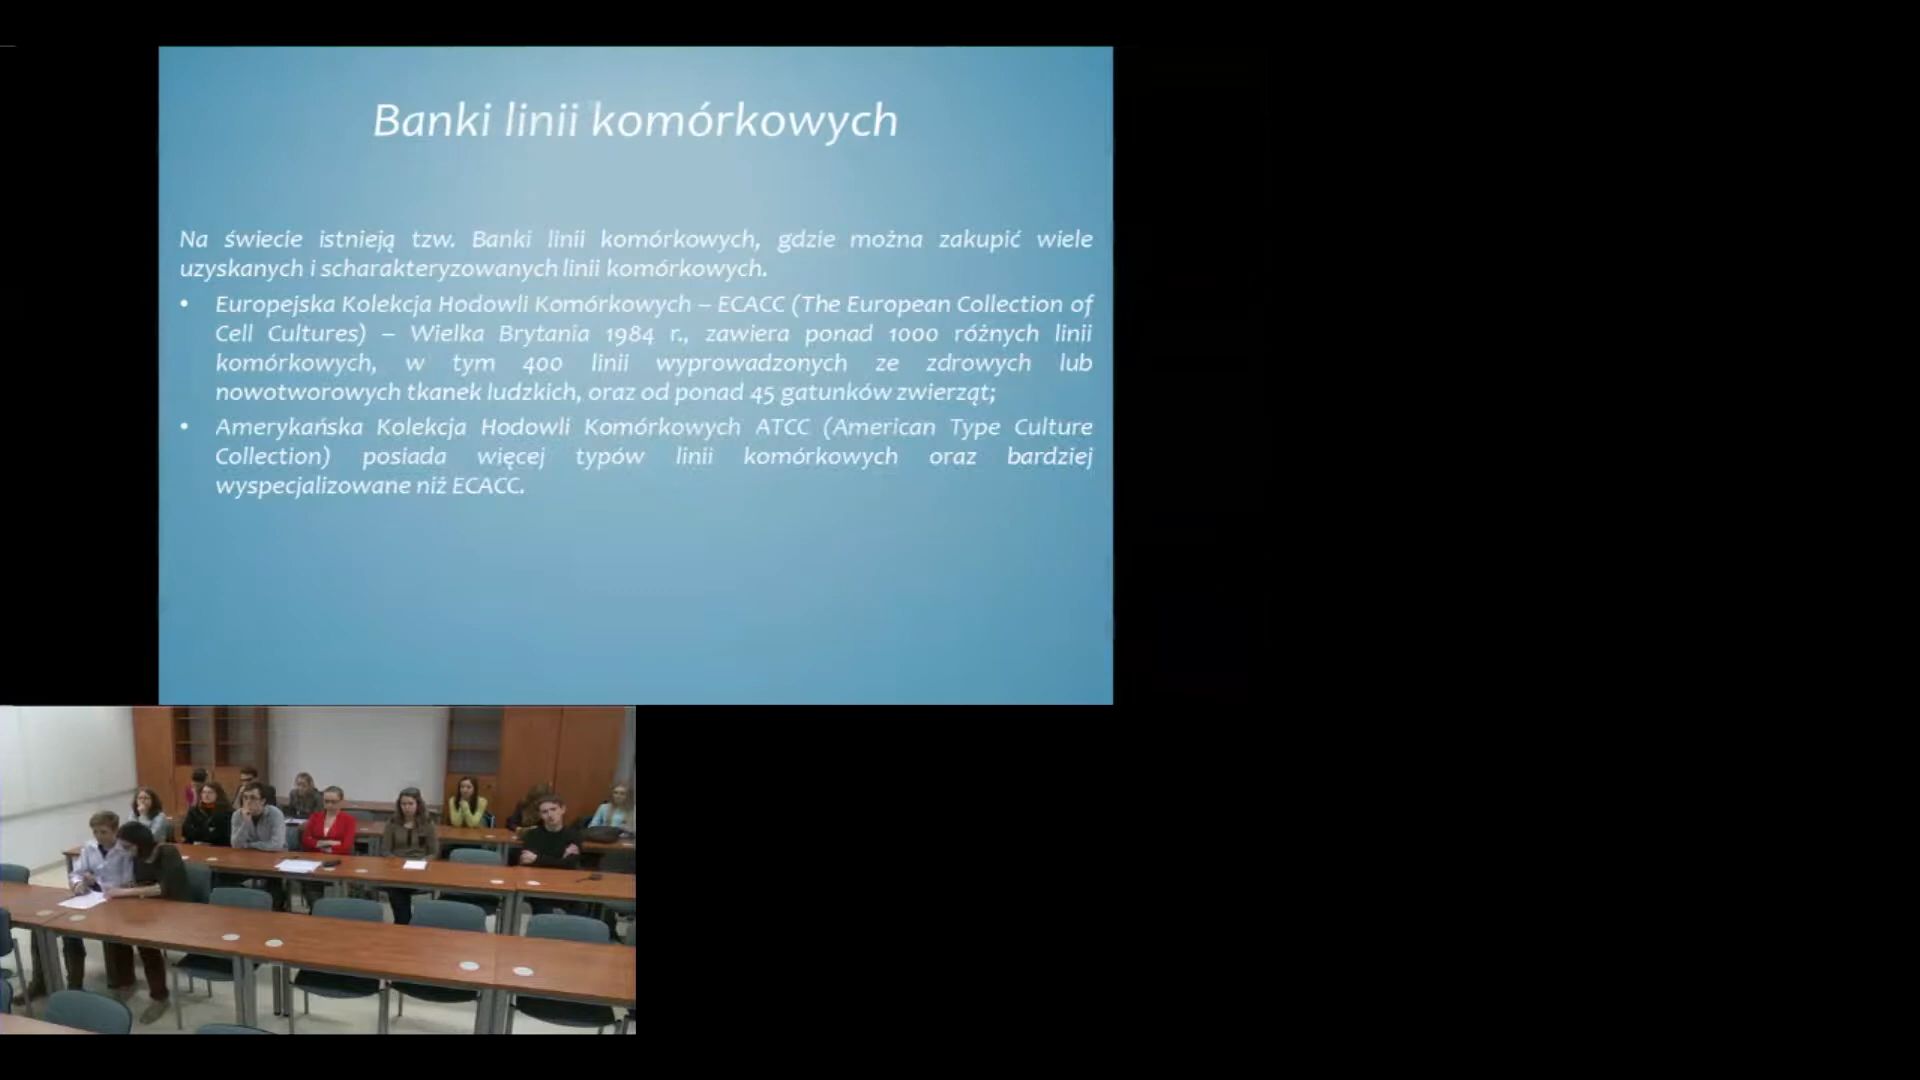 Banki linii komórkowych
Na świecie istnieją tzw. Banki linii komórkowych, gdzie można zakupić wiele
uzyskanych i scharakteryzowanych linii komórkowych.
• Europejska Kolekcja Hodowli Komórkowych – ECACC (The European Collection of
Cell Cultures) – Wielka Brytania 1984 r., zawiera ponad 1000 różnych linii
komórkowych, w tym 400 linii wyprowadzonych ze zdrowych lub
nowotworowych tkanek ludzkich, oraz od ponad 45 gatunków zwierząt;
• Amerykańska Kolekcja Hodowli Komórkowych ATCC (American Type Culture
Collection) posiada więcej typów linii komórkowych oraz bardziej
wyspecjalizowane niż ECACC.